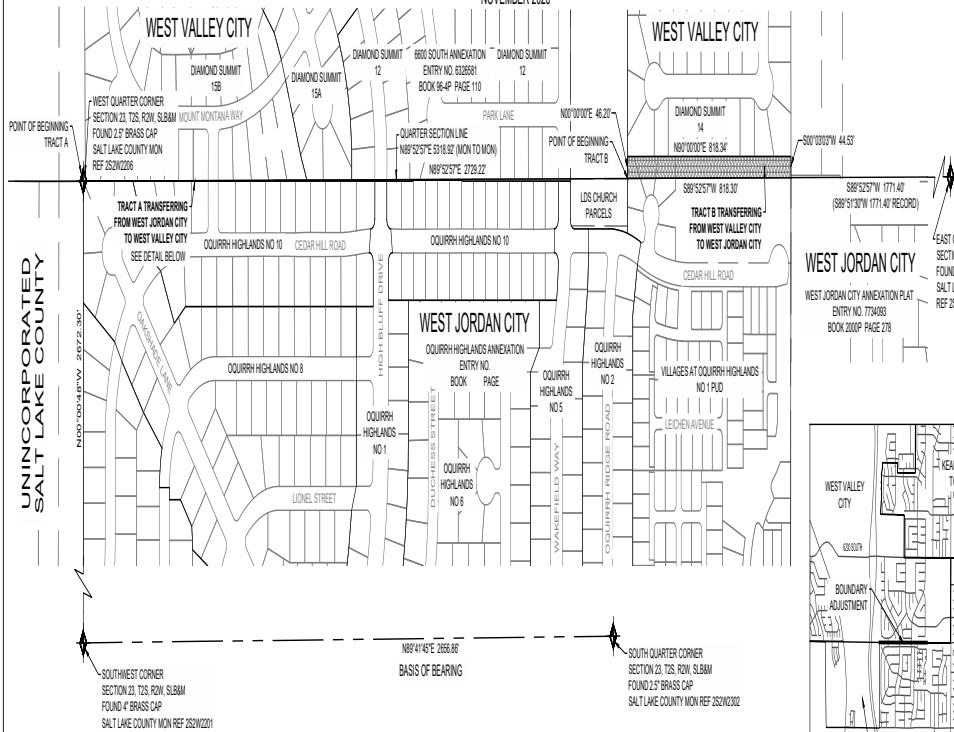 NOVEMBER 2020
WEST VALLEY CITY
WEST VALLEY CITY
DIAMOND SUMMIT
15B
DIAMOND SUMMIT
15A
DIAMOND SUMMIT
12
6600 SOUTH ANNEXATION
ENTRY NO. 6326581
BOOK 96-4P PAGE 110
DIAMOND SUMMIT
12
WEST QUARTER CORNER
SECTION 23, T2S, R2W, SLB&M
FOUND 2.5" BRASS CAP
SALT LAKE COUNTY MON
REF 2S2W2206
MOUNT MONTANA WAY
PARK LANE
POINT OF BEGINNING
TRACT A
QUARTER SECTION LINE
N89°52'57"E 5318.92' (MON TO MON)
N89°52'57"E 2729.22'
N00°00'00"E 46.20'
POINT OF BEGINNING
TRACT B
DIAMOND SUMMIT
14
N90°00'00"E 818.34'
S00°03'03"W 44.53'
S89°52'57"W 818.30'
S89°52'57"W 1771.40'
(S89°51'30"W 1771.40' RECORD)
TRACT A TRANSFERRING
FROM WEST JORDAN CITY
TO WEST VALLEY CITY
SEE DETAIL BELOW
LDS CHURCH
PARCELS
TRACT B TRANSFERRING
FROM WEST VALLEY CITY
TO WEST JORDAN CITY
OQUIRRH HIGHLANDS NO 10
CEDAR HILL ROAD
OQUIRRH HIGHLANDS NO 10
CEDAR HILL ROAD
WEST JORDAN CITY
WEST JORDAN CITY ANNEXATION PLAT
ENTRY NO. 7734093
BOOK 2000P PAGE 278
SECTI
FOUND
SALT L
REF 2S
UNINCORPORATED
SALT LAKE COUNTY
N00°00'48"W 2672.30'
OAKSHADE LANE
HIGH BLUFF DRIVE
WEST JORDAN CITY
OQUIRRH HIGHLANDS ANNEXATION
ENTRY NO.
BOOK PAGE
OQUIRRH HIGHLANDS NO 8
OQUIRRH
HIGHLANDS
NO 1
OQUIRRH
HIGHLANDS
NO 5
OQUIRRH
HIGHLANDS
NO 2
VILLAGES AT OQUIRRH HIGHLANDS
NO 1 PUD
LEICHEN AVENUE
DUCHESS STREET
OQUIRRH
HIGHLANDS
NO 6
WAKEFIELD WAY
OQUIRRH RIDGE ROAD
LIONEL STREET
WEST VALLEY
CITY
KEA
6200 SOUTH
BOUNDARY
ADJUSTMENT
N89°41'45"E 2656.86'
BASIS OF BEARING
SOUTHWEST CORNER
SECTION 23, T2S, R2W, SLB&M
FOUND 4" BRASS CAP
SALT LAKE COUNTY MON REF 2S2W2201
SOUTH QUARTER CORNER
SECTION 23, T2S, R2W, SLB&M
FOUND 2.5" BRASS CAP
SALT LAKE COUNTY MON REF 2S2W2302